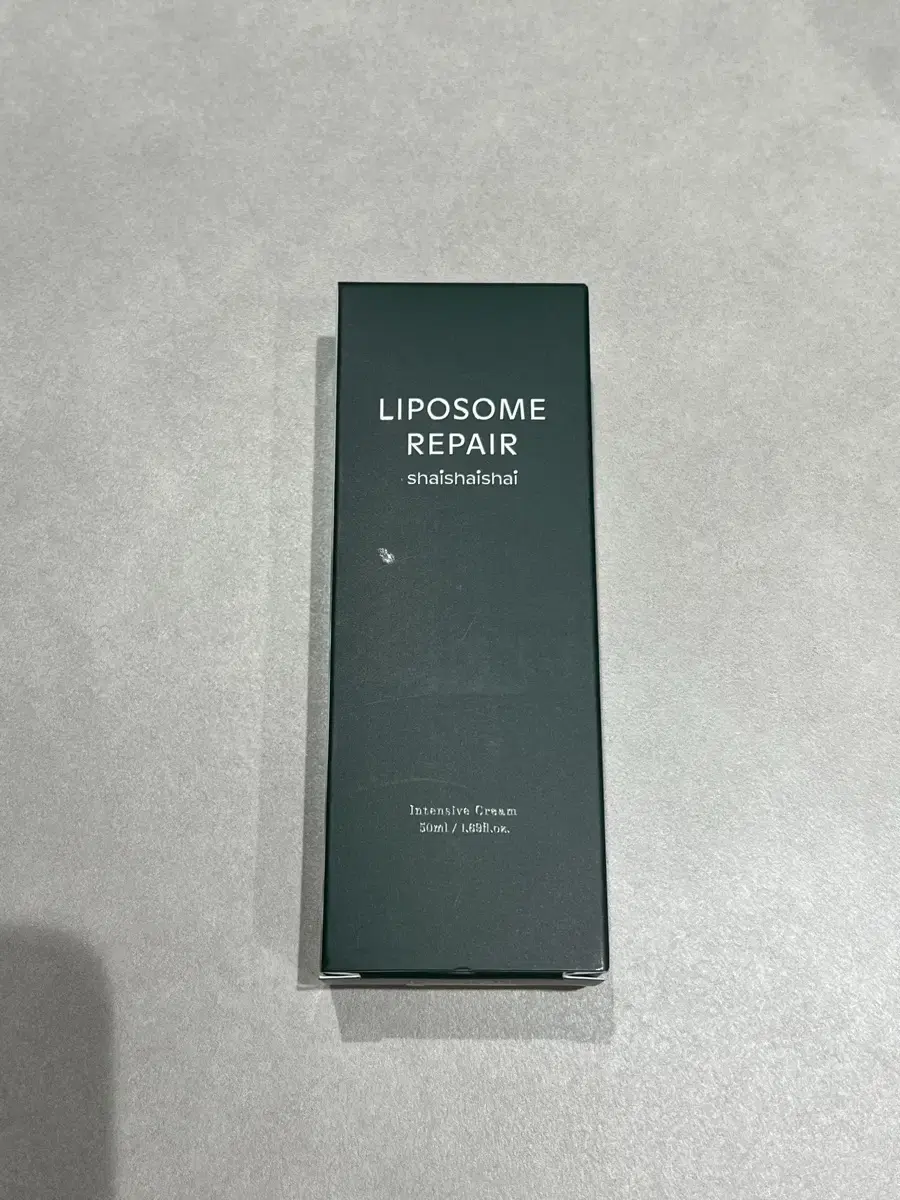 LIPOSOME
REPAIR
shaishaishai
Intensive Cream
50ml / 1.69fl.oz.